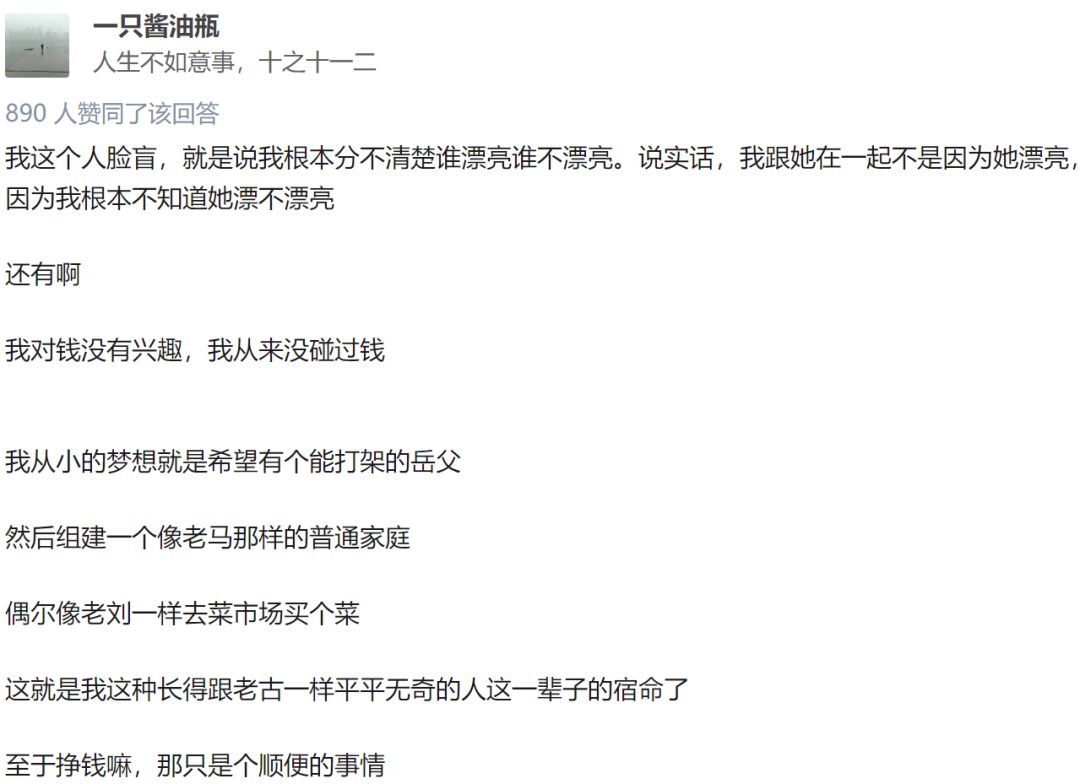 一只酱油瓶
人生不如意事，十之十一二
890 人赞同了该回答
我这个人脸盲，就是说我根本分不清楚谁漂亮谁不漂亮。说实话，我跟她在一起不是因为她漂亮，
因为我根本不知道她漂不漂亮
还有啊
我对钱没有兴趣，我从来没碰过钱
我从小的梦想就是希望有个能打架的岳父
然后组建一个像老马那样的普通家庭
偶尔像老刘一样去菜市场买个菜
这就是我这种长得跟老古一样平平无奇的人这一辈子的宿命了
至于挣钱嘛，那只是个顺便的事情